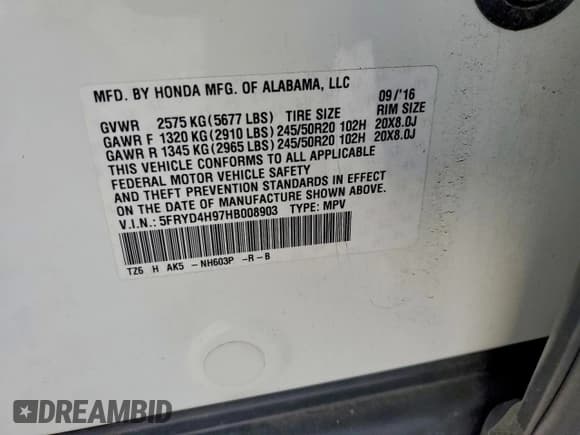 MFD. BY HONDA MFG. OF ALABAMA, LLC 09/'16
GVWR 2575 KG (5677 LBS) TIRE SIZE RIM SIZE
GAWR F 1320 KG (2910 LBS) 245/50R20 102H 20X8.0J
GAWR R 1345 KG (2965 LBS) 245/50R20 102H 20X8.0J
THIS VEHICLE CONFORMS TO ALL APPLICABLE
FEDERAL MOTOR VEHICLE SAFETY
AND THEFT PREVENTION STANDARDS IN EFFECT
ON THE DATE OF MANUFACTURE SHOWN ABOVE.
V.I.N.: 5FRYD4H97HB008903 TYPE: MPV
TZ6 H AK5 -NH603P -R-B
DREAMBID